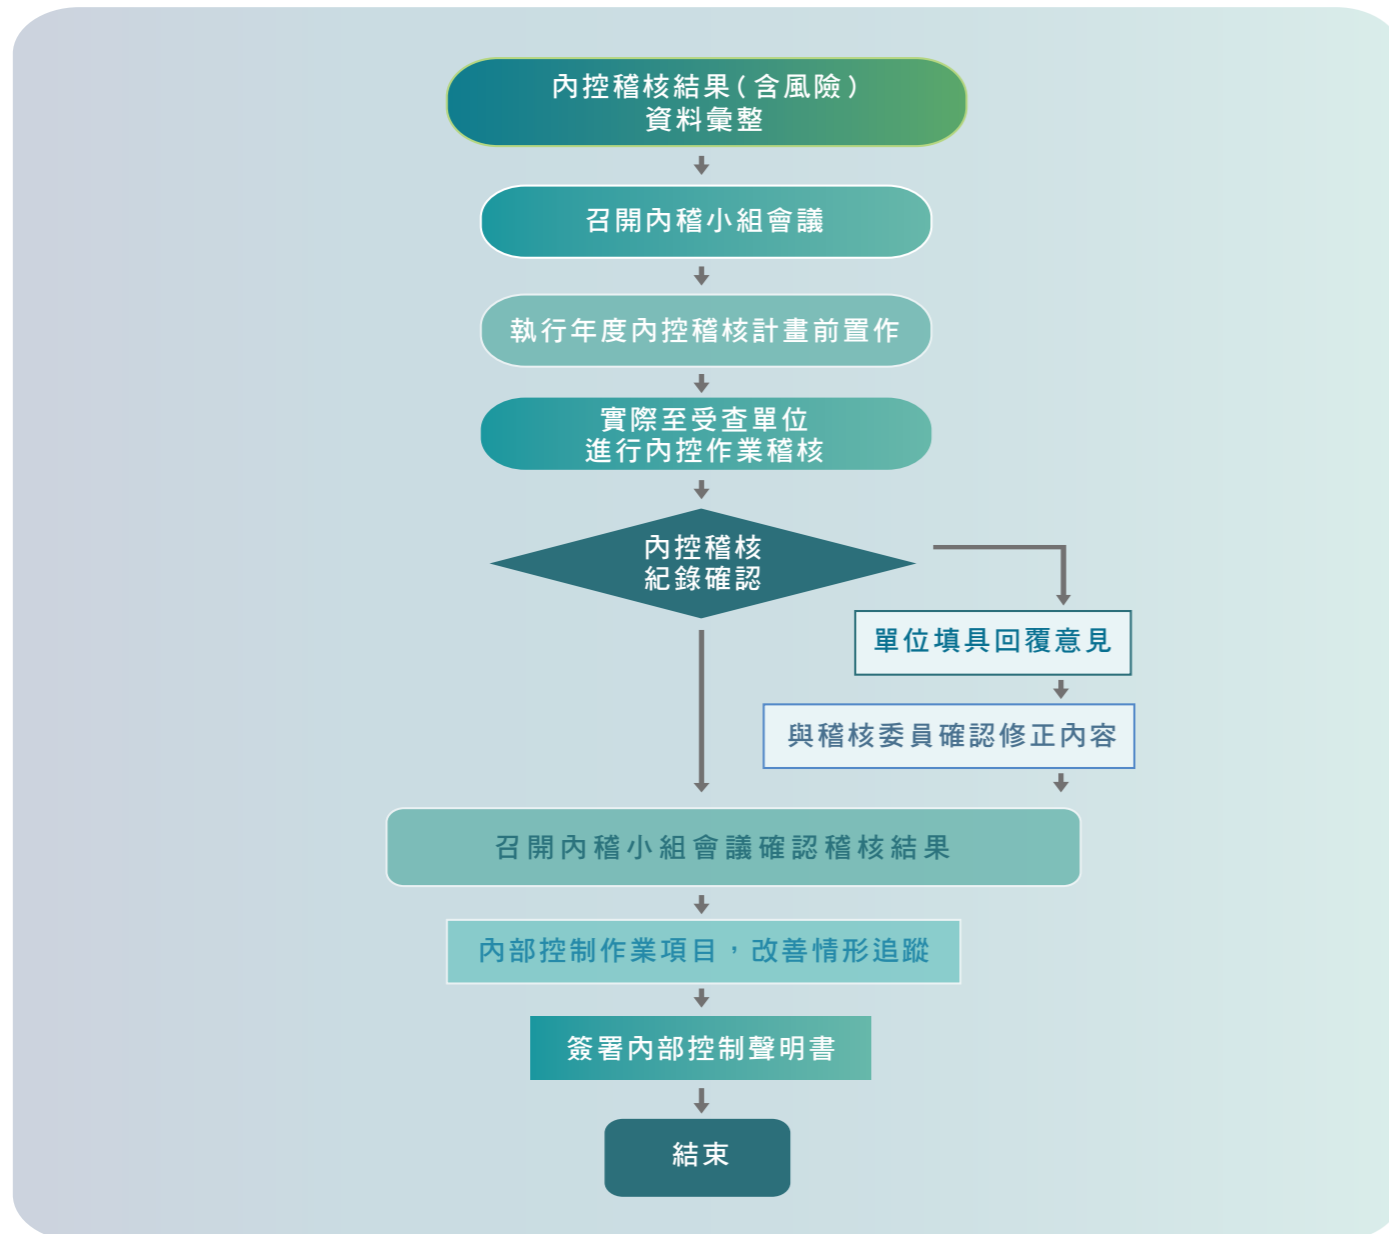 內控稽核結果(含風險)
資料彙整
召開內稽小組會議
執行年度內控稽核計畫前置作
實際至受查單位
進行內控作業稽核
內控稽核
紀錄確認
單位填具回覆意見
與稽核委員確認修正內容
召開內稽小組會議確認稽核結果
內部控制作業項目，改善情形追蹤
簽署內部控制聲明書
結束